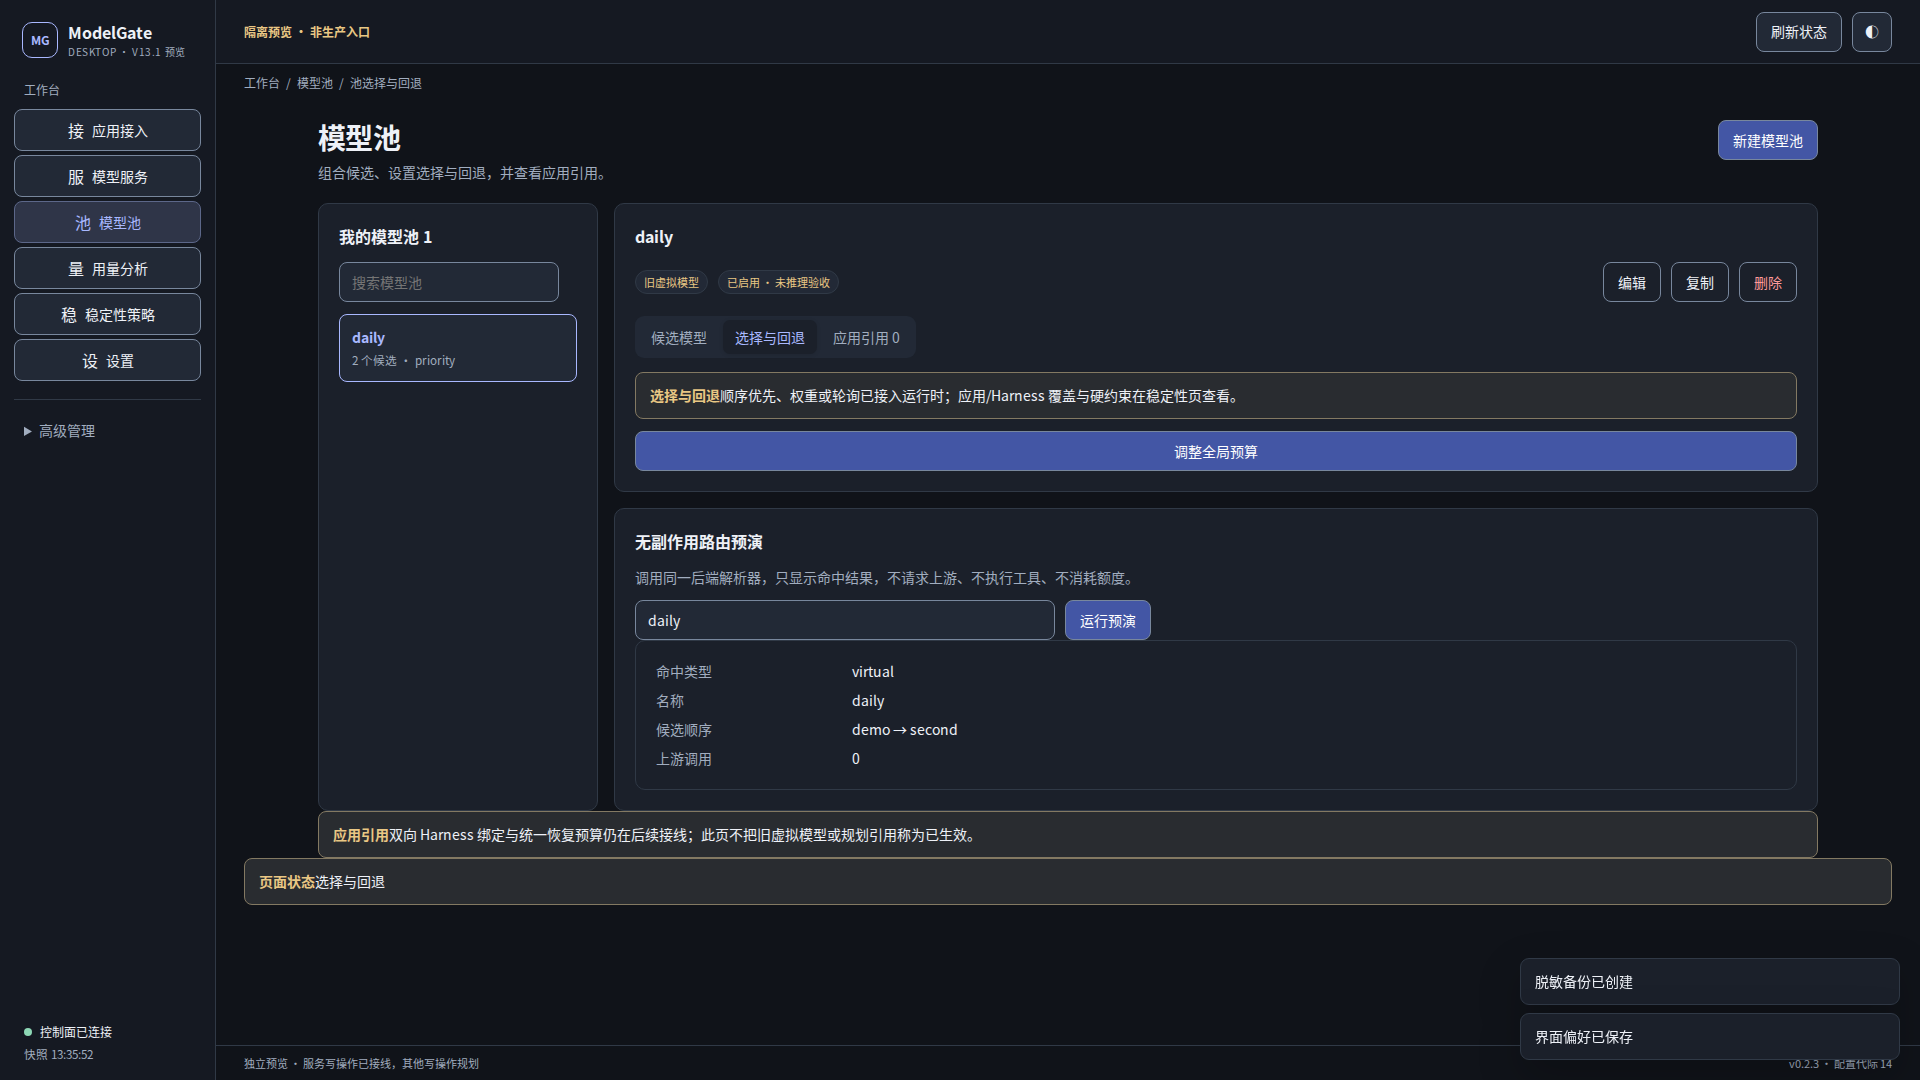 MG
ModelGate
DESKTOP · V13.1 预览
工作台
接 应用接入
服 模型服务
池 模型池
量 用量分析
稳 稳定性策略
设 设置
▶ 高级管理
控制面已连接
快照 13:35:52
隔离预览 · 非生产入口
刷新状态
工作台 / 模型池 / 池选择与回退
模型池
组合候选、设置选择与回退，并查看应用引用。
新建模型池
我的模型池 1
搜索模型池
daily
2 个候选 · priority
daily
旧虚拟模型 已启用 · 未推理验收
编辑 复制 删除
候选模型 选择与回退 应用引用 0
选择与回退顺序优先、权重或轮询已接入运行时；应用/Harness 覆盖与硬约束在稳定性页查看。
调整全局预算
无副作用路由预演
调用同一后端解析器，只显示命中结果，不请求上游、不执行工具、不消耗额度。
daily 运行预演
命中类型 virtual
名称 daily
候选顺序 demo → second
上游调用 0
应用引用双向 Harness 绑定与统一恢复预算仍在后续接线；此页不把旧虚拟模型或规划引用称为已生效。
页面状态选择与回退
脱敏备份已创建
界面偏好已保存
独立预览 · 服务写操作已接线，其他写操作规划
v0.2.3 · 配置代际 14